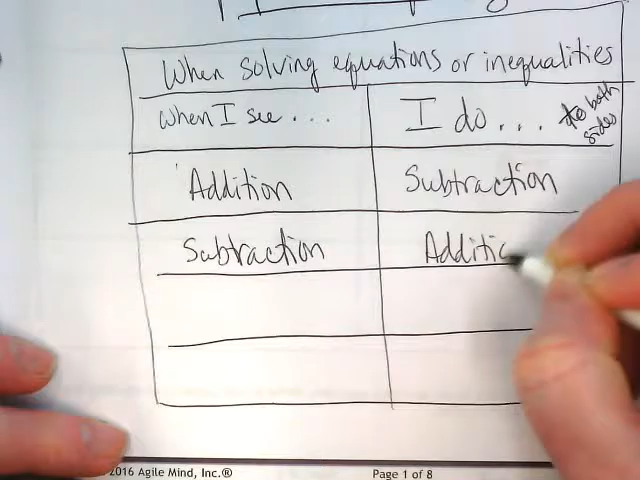 When solving equations or inequalities
When I see... I do... to both
sides
Addition Subtraction
Subtraction Additi
2016 Agile Mind, Inc.® Page 1 of 8